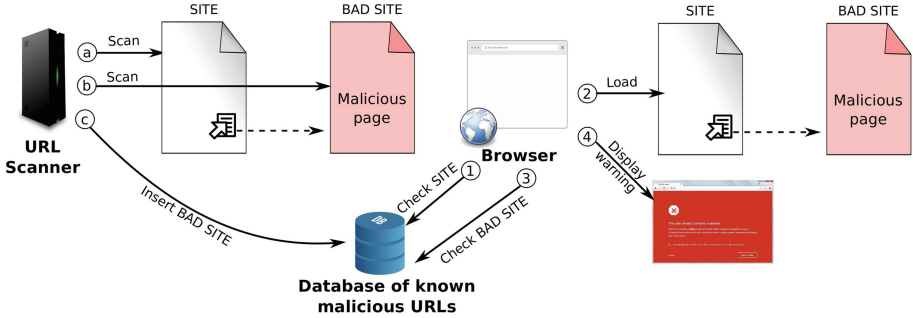 SITE
BAD SITE
SITE
BAD SITE
a
Scan
b
Scan
c
Malicious
page
2
Load
Malicious
page
4
Display
warning
URL
Scanner
Browser
1
Check SITE
3
Check BAD SITE
Insert BAD SITE
DB
Database of known
malicious URLs